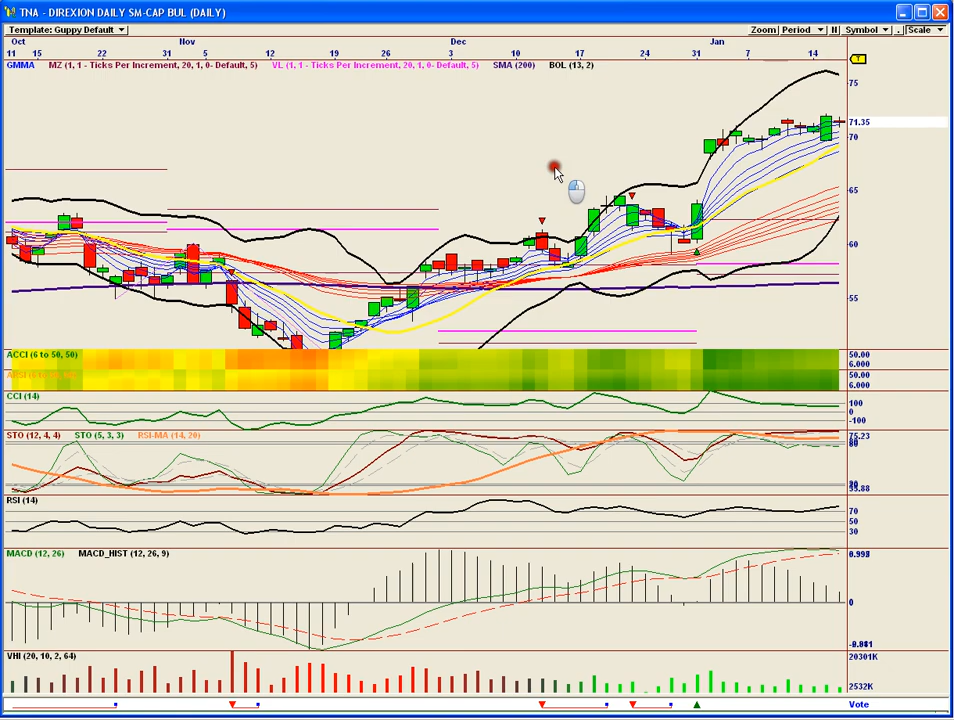 TNA - DIREXION DAILY SM-CAP BUL (DAILY)
Template: Guppy Default Zoom Period Symbol . Scale
Oct Nov Dec Jan
11 15 22 31 5 12 19 26 3 10 17 24 31 7 14
GMMA MZ (1, 1 - Ticks Per Increment, 20, 1, 0- Default, 5) VL (1, 1 - Ticks Per Increment, 20, 1, 0- Default, 5) SMA (200) BOL (13, 2)
75
71.35
70
65
60
55
ACCI (6 to 50, 50) 50.00
6.000
50.00
6.000
CCI (14)
100
0
-100
STO (12, 4, 4) STO (5, 3, 3) RSI-MA (14, 20) 75.23
RSI (14)
70
50
30
MACD (12, 26) MACD_HIST (12, 26, 9)
0
VHI (20, 10, 2, 64) 20301K
2532K
Vote